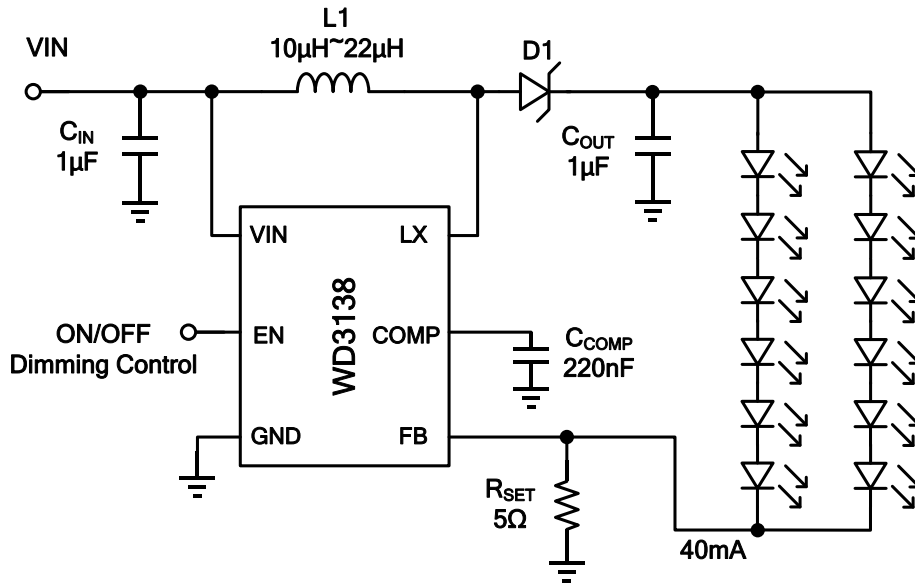 VIN
L1
10µH~22µH
D1
CIN
1µF
COUT
1µF
VIN
LX
WD3138
ON/OFF
Dimming Control
EN
COMP
CCOMP
220nF
GND
FB
RSET
5Ω
40mA